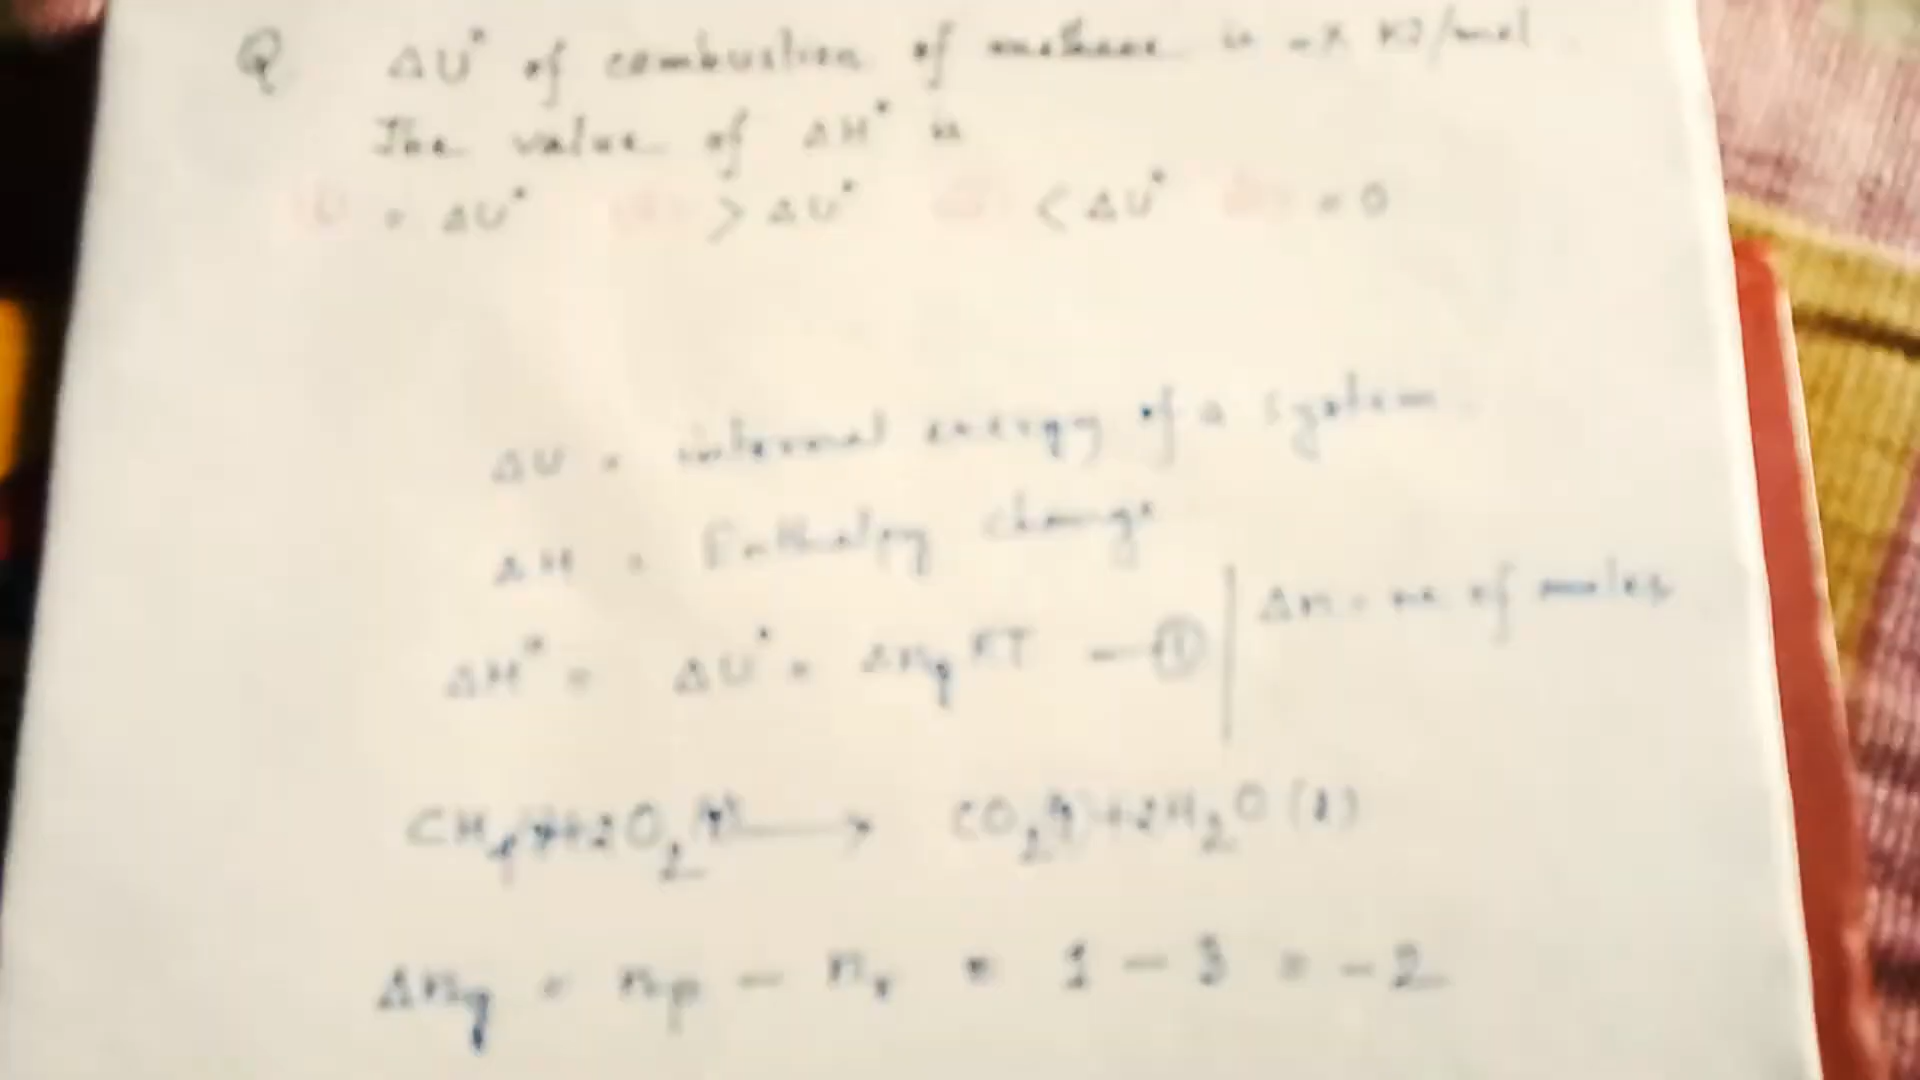 Q ΔU° of combustion of methane is -X KJ/mol
The value of ΔH° is
= ΔU° > ΔU° < ΔU° = 0
ΔU = internal energy of a system
ΔH = Enthalpy change
Δn = no of moles
ΔH° = ΔU° = Δng RT — ①
CH4(g)+2O2(g) → CO2(g)+2H2O(l)
Δng = np - nr = 1 - 3 = -2